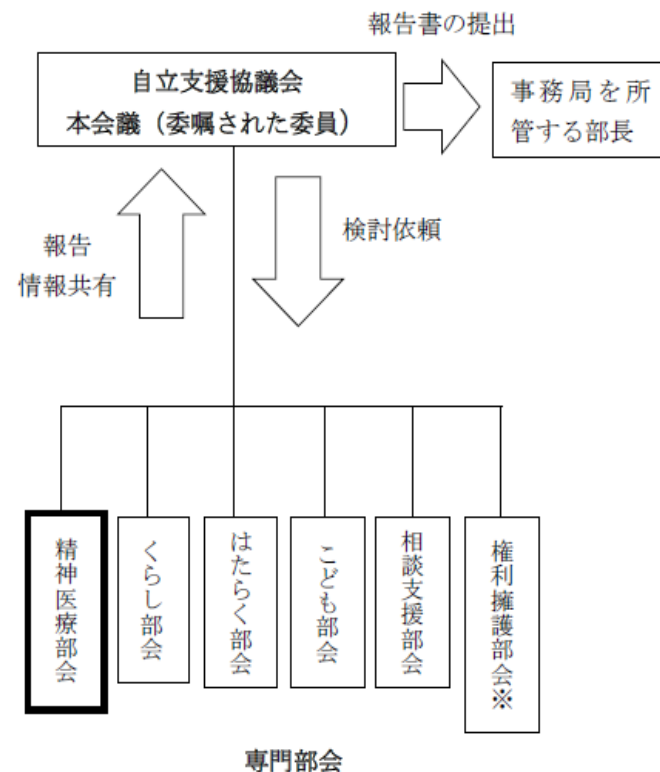 報告書の提出
自立支援協議会
本会議（委嘱された委員）
事務局を所
管する部長
報告
情報共有
検討依頼
精神医療部会
くらし部会
はたらく部会
こども部会
相談支援部会
権利擁護部会※
専門部会